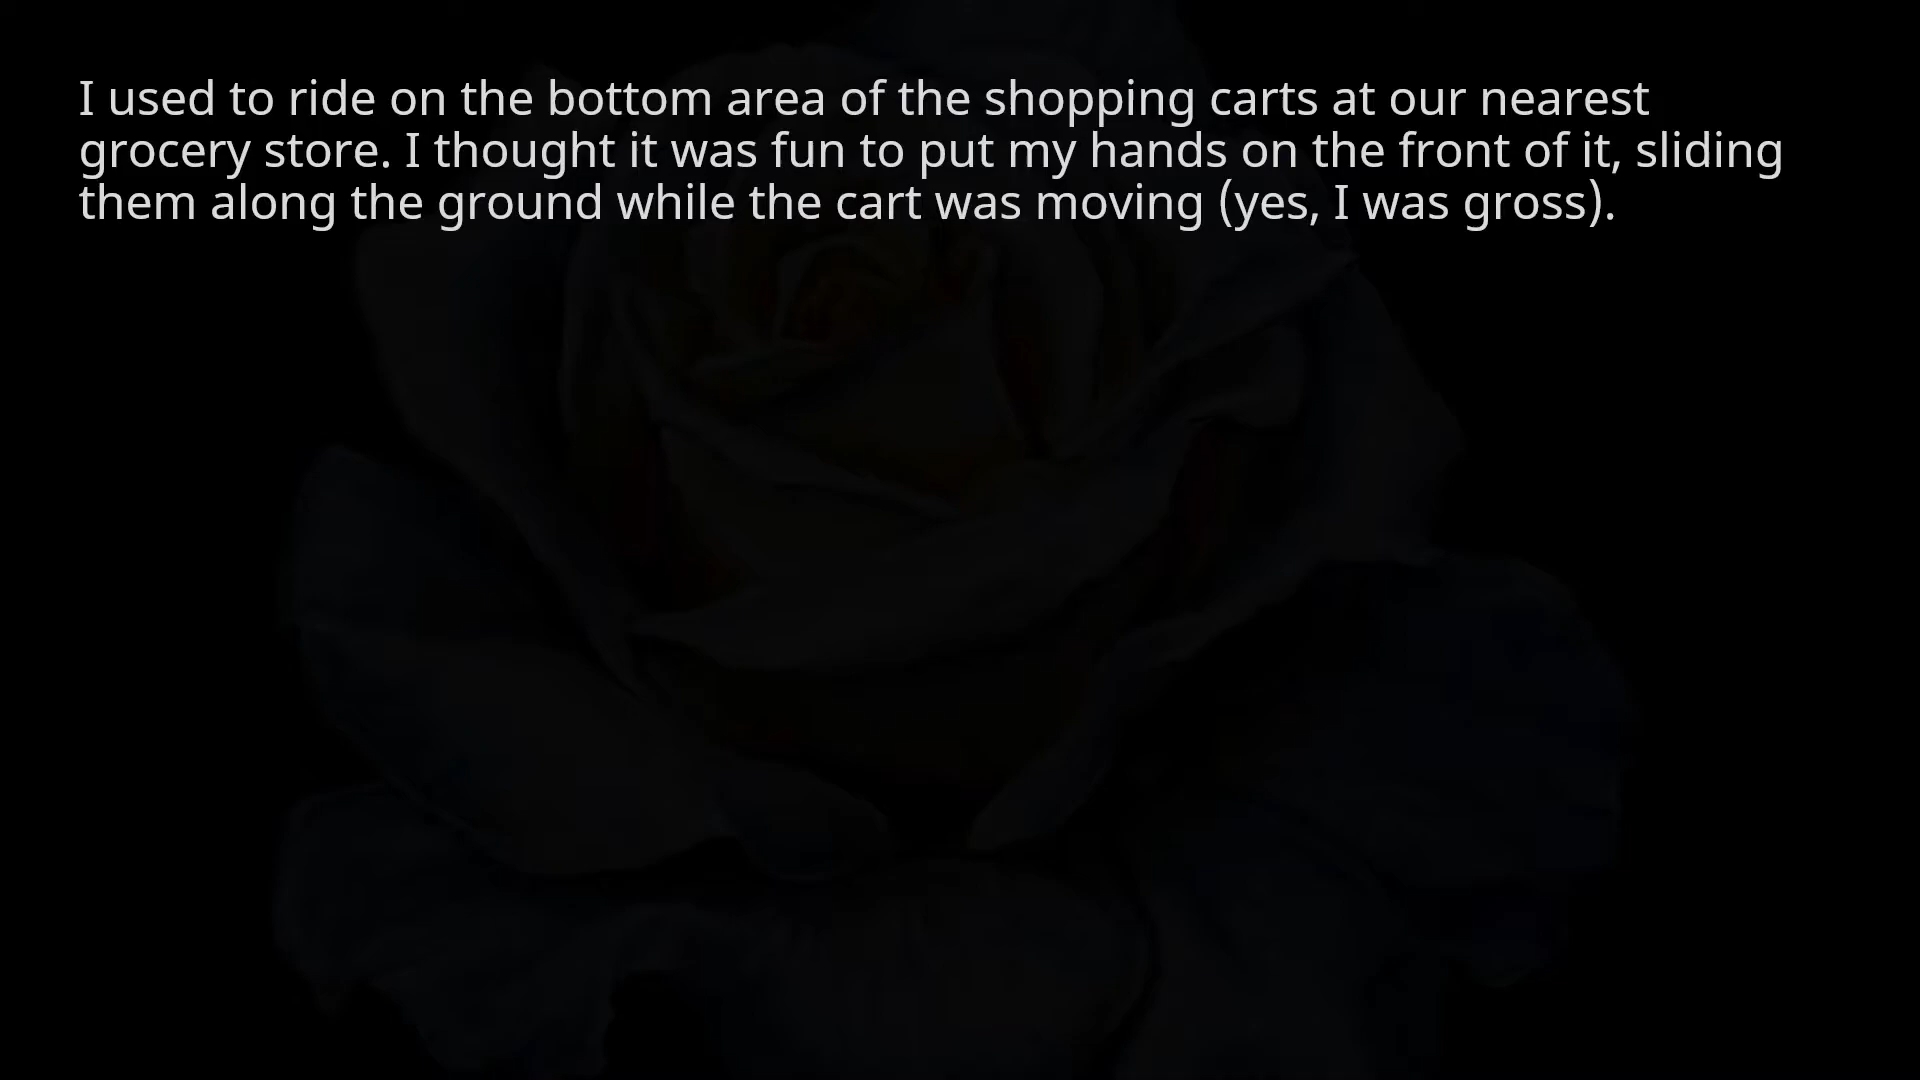 I used to ride on the bottom area of the shopping carts at our nearest
grocery store. I thought it was fun to put my hands on the front of it, sliding
them along the ground while the cart was moving (yes, I was gross).